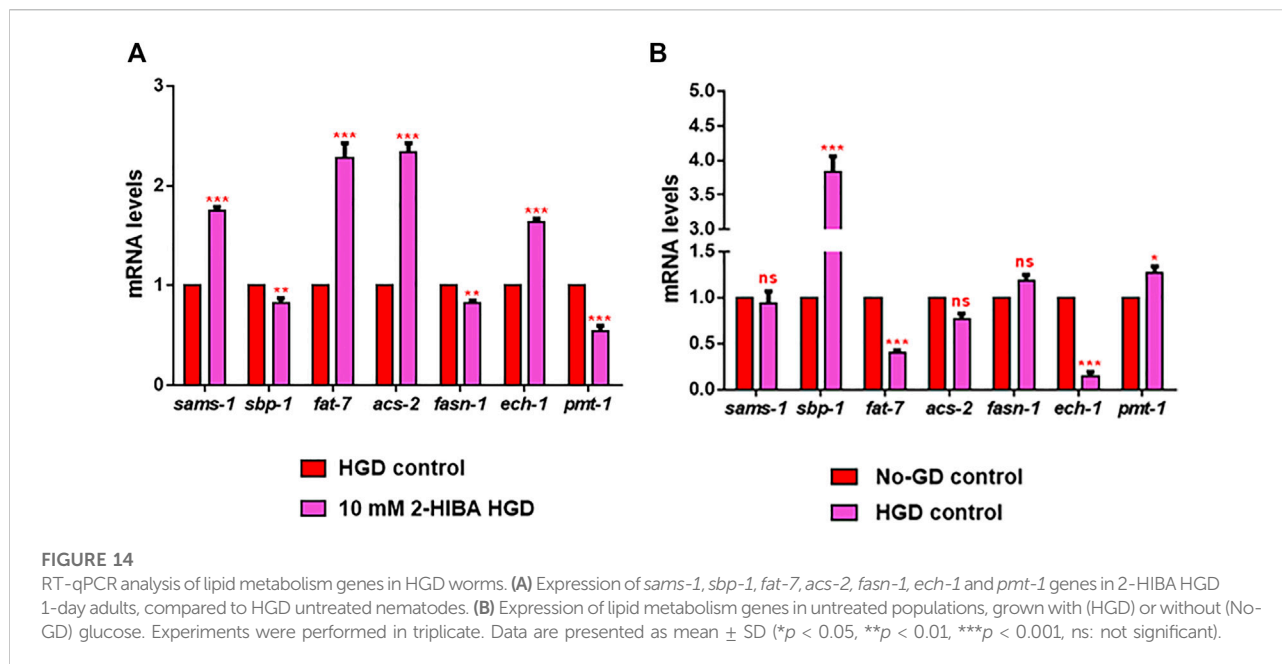 A
mRNA levels
3
2
1
0
***
**
***
***
**
***
***
sams-1 sbp-1 fat-7 acs-2 fasn-1 ech-1 pmt-1
HGD control
10 mM 2-HIBA HGD
B
mRNA levels
5.0
4.5
4.0
3.5
3.0
1.5
1.0
0.5
0.0
ns
***
***
ns
ns
***
*
sams-1 sbp-1 fat-7 acs-2 fasn-1 ech-1 pmt-1
No-GD control
HGD control
FIGURE 14
RT-qPCR analysis of lipid metabolism genes in HGD worms. (A) Expression of sams-1, sbp-1, fat-7, acs-2, fasn-1, ech-1 and pmt-1 genes in 2-HIBA HGD
1-day adults, compared to HGD untreated nematodes. (B) Expression of lipid metabolism genes in untreated populations, grown with (HGD) or without (No-
GD) glucose. Experiments were performed in triplicate. Data are presented as mean ± SD (*p < 0.05, **p < 0.01, ***p < 0.001, ns: not significant).